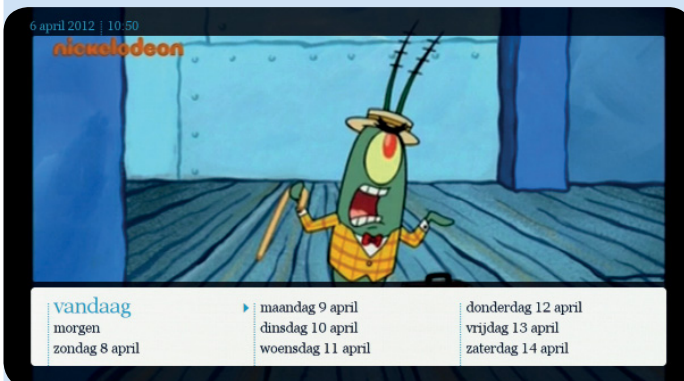 6 april 2012 | 10:50
nickelodeon
vandaag
morgen
zondag 8 april
maandag 9 april
dinsdag 10 april
woensdag 11 april
donderdag 12 april
vrijdag 13 april
zaterdag 14 april